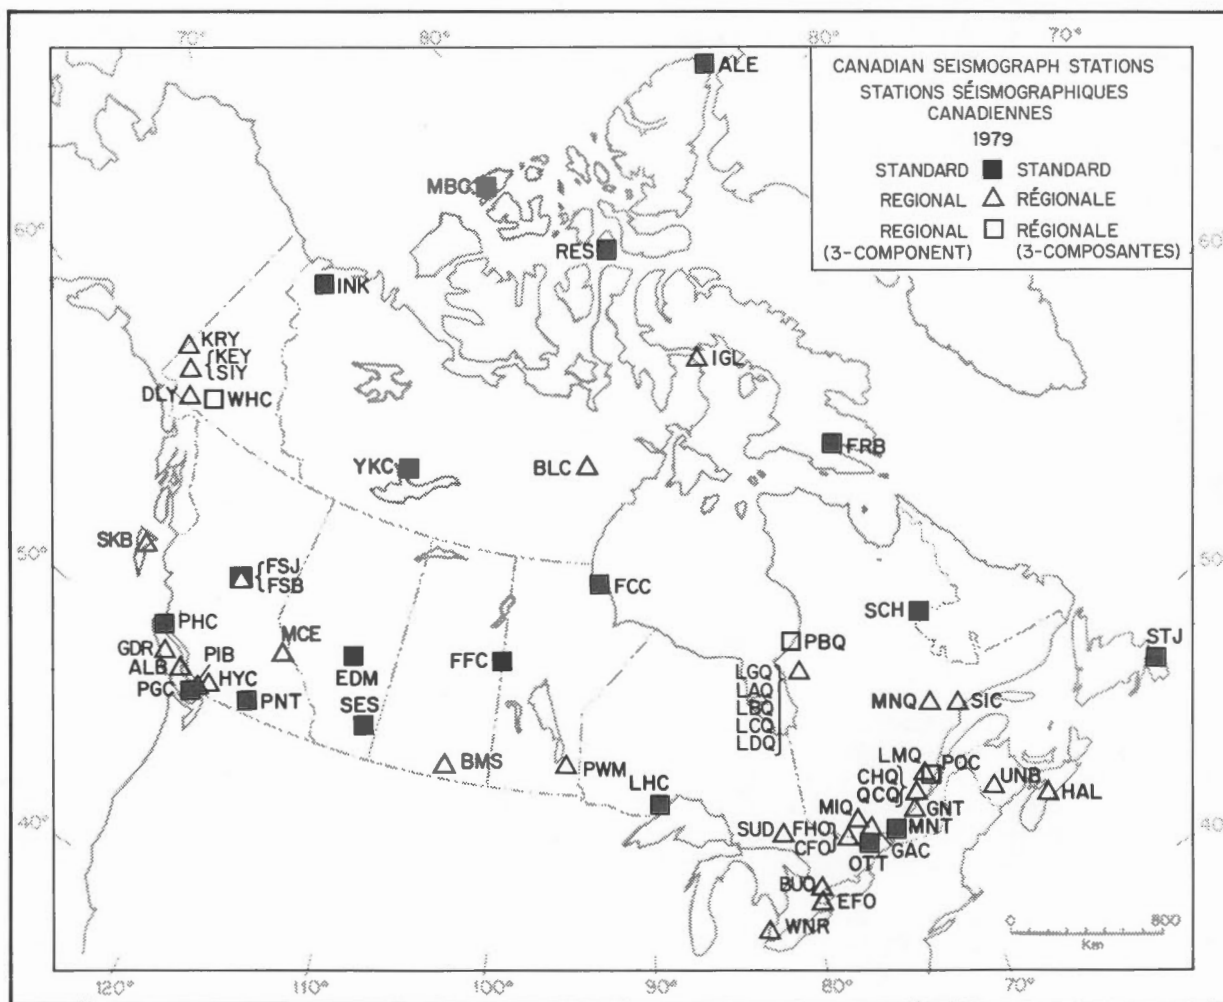 70°
80°
80°
70°
CANADIAN SEISMOGRAPH STATIONS
STATIONS SÉISMOGRAPHIQUES
CANADIENNES
1979
STANDARD STANDARD
REGIONAL RÉGIONALE
REGIONAL RÉGIONALE
(3-COMPONENT) (3-COMPOSANTES)
ALE
MBC
60°
60°
RES
INK
KRY
KEY
SIY
IGL
DLY
WHC
FRB
YKC
BLC
SKB
50°
50°
FSJ
FSB
FCC
SCH
PHC
MCE
PBQ
STJ
GDR
PIB
ALB
HYC
FFC
LGQ
EDM
LAQ
PGC
PNT
SES
LBQ
MNQ
SIC
LCQ
LDQ
BMS
PWM
LMQ
POC
CHQ
UNB
LHC
QCQ
HAL
MIQ
GNT
40°
40°
SUD
FHO
MNT
CFO
GAC
OTT
BUO
EFO
WNR
0
800
Km
120°
110°
100°
90°
80°
70°